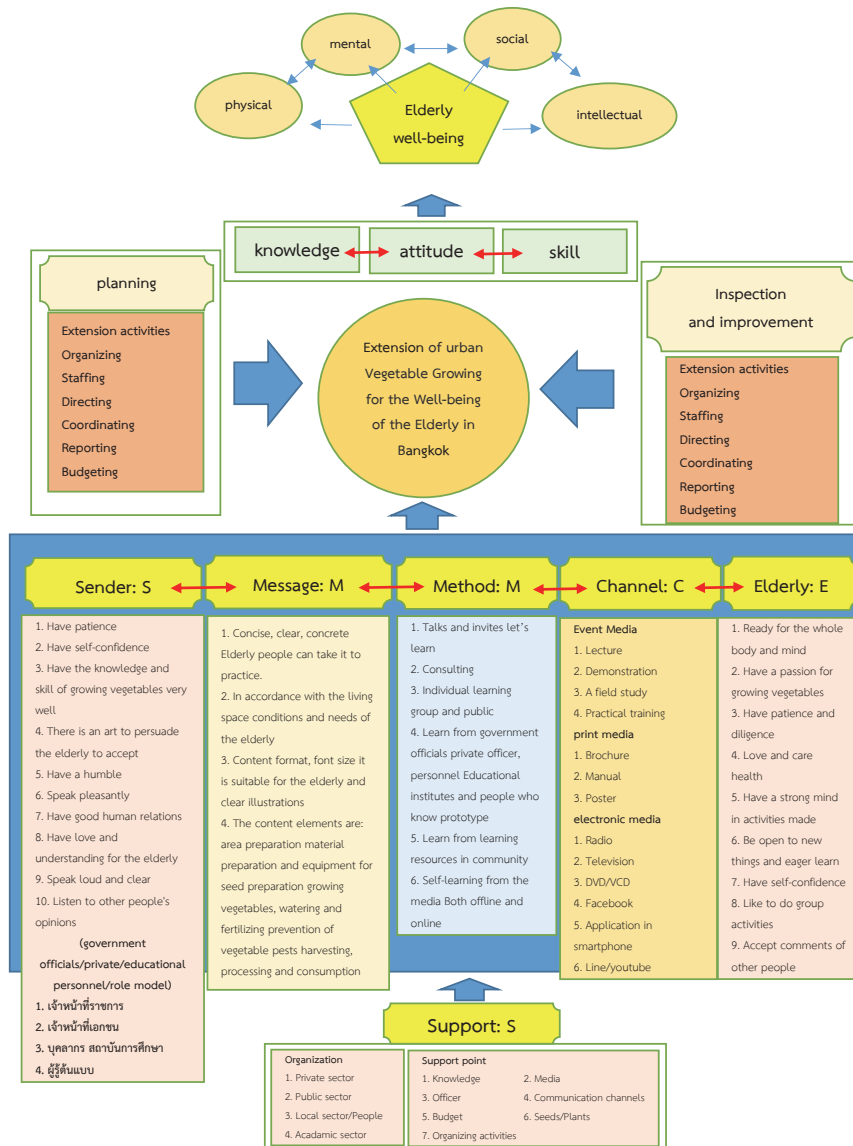 mental
social
physical
intellectual
Elderly
well-being
knowledge
attitude
skill
planning
Extension activities
Organizing
Staffing
Directing
Coordinating
Reporting
Budgeting
Extension of urban
Vegetable Growing
for the Well-being
of the Elderly in
Bangkok
Inspection
and improvement
Extension activities
Organizing
Staffing
Directing
Coordinating
Reporting
Budgeting
Sender: S
1. Have patience
2. Have self-confidence
3. Have the knowledge and
skill of growing vegetables very
well
4. There is an art to persuade
the elderly to accept
5. Have a humble
6. Speak pleasantly
7. Have good human relations
8. Have love and
understanding for the elderly
9. Speak loud and clear
10. Listen to other people's
opinions
(government
officials/private/educational
personnel/role model)
1. เจ้าหน้าที่ราชการ
2. เจ้าหน้าที่เอกชน
3. บุคลากร สถาบันการศึกษา
4. ผู้รู้ต้นแบบ
Message: M
1. Concise, clear, concrete
Elderly people can take it to
practice.
2. In accordance with the living
space conditions and needs of
the elderly
3. Content format, font size it
is suitable for the elderly and
clear illustrations
4. The content elements are:
area preparation material
preparation and equipment for
seed preparation growing
vegetables, watering and
fertilizing prevention of
vegetable pests harvesting,
processing and consumption
Method: M
1. Talks and invites let's
learn
2. Consulting
3. Individual learning
group and public
4. Learn from government
officials private officer,
personnel Educational
institutes and people who
know prototype
5. Learn from learning
resources in community
6. Self-learning from the
media Both offline and
online
Channel: C
Event Media
1. Lecture
2. Demonstration
3. A field study
4. Practical training
print media
1. Brochure
2. Manual
3. Poster
electronic media
1. Radio
2. Television
3. DVD/VCD
4. Facebook
5. Application in
smartphone
6. Line/youtube
Elderly: E
1. Ready for the whole
body and mind
2. Have a passion for
growing vegetables
3. Have patience and
diligence
4. Love and care
health
5. Have a strong mind
in activities made
6. Be open to new
things and eager learn
7. Have self-confidence
8. Like to do group
activities
9. Accept comments of
other people
Support: S
Organization
1. Private sector
2. Public sector
3. Local sector/People
4. Acadamic sector
Support point
1. Knowledge
2. Media
3. Officer
4. Communication channels
5. Budget
6. Seeds/Plants
7. Organizing activities